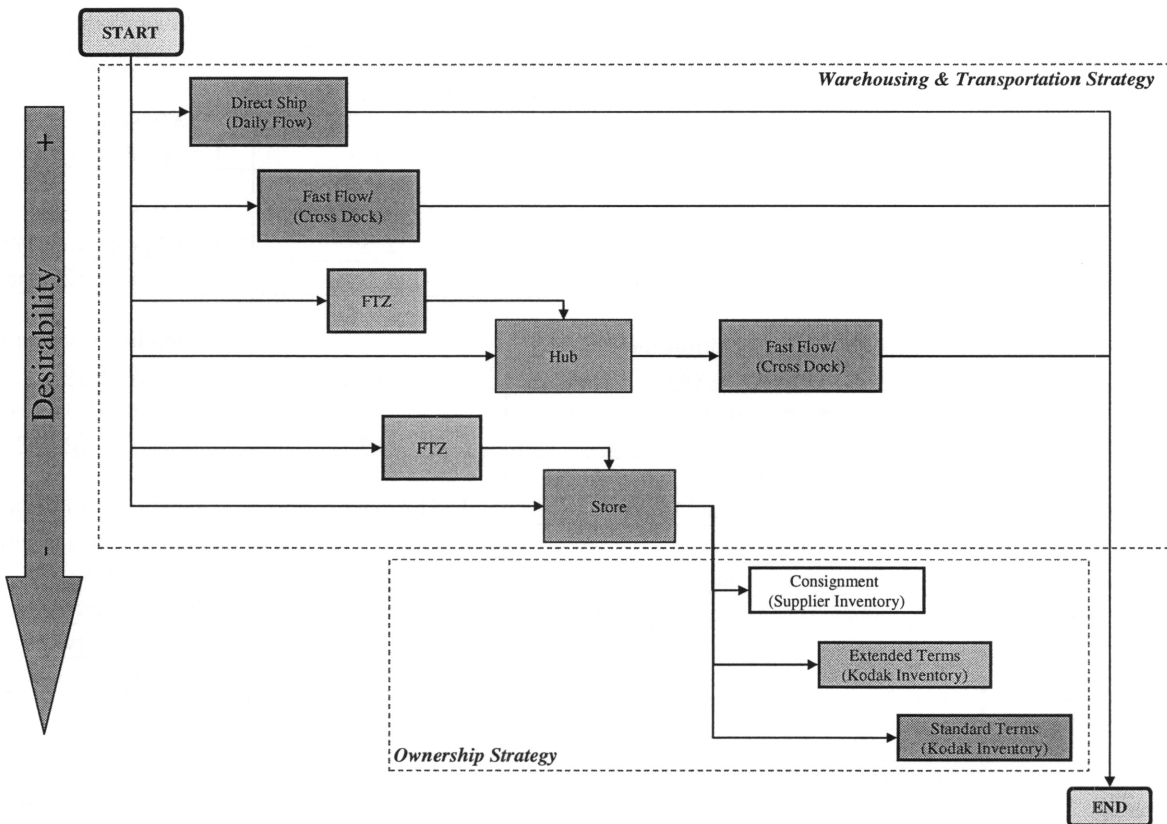 START
Warehousing & Transportation Strategy
Direct Ship
(Daily Flow)
+
Fast Flow/
(Cross Dock)
Desirability
FTZ
Hub
Fast Flow/
(Cross Dock)
FTZ
Store
-
Consignment
(Supplier Inventory)
Extended Terms
(Kodak Inventory)
Standard Terms
(Kodak Inventory)
Ownership Strategy
END